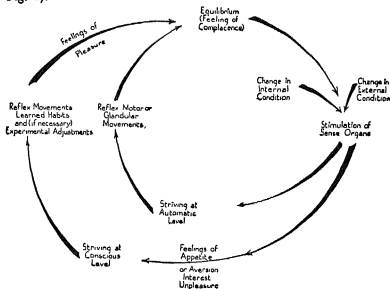 Equilibrium
(Feeling of
Complacence)
Feelings of
Pleasure
Change in
Internal
Condition
Change in
External
Condition
Reflex Movements
Learned Habits
and (if necessary)
Experimental Adjustments
Reflex Motor or
Glandular
Movements,
Stimulation of
Sense Organs
Striving at
Automatic
Level
Striving at
Conscious
Level
Feelings of
Appetite
or Aversion
Interest
Unpleasure